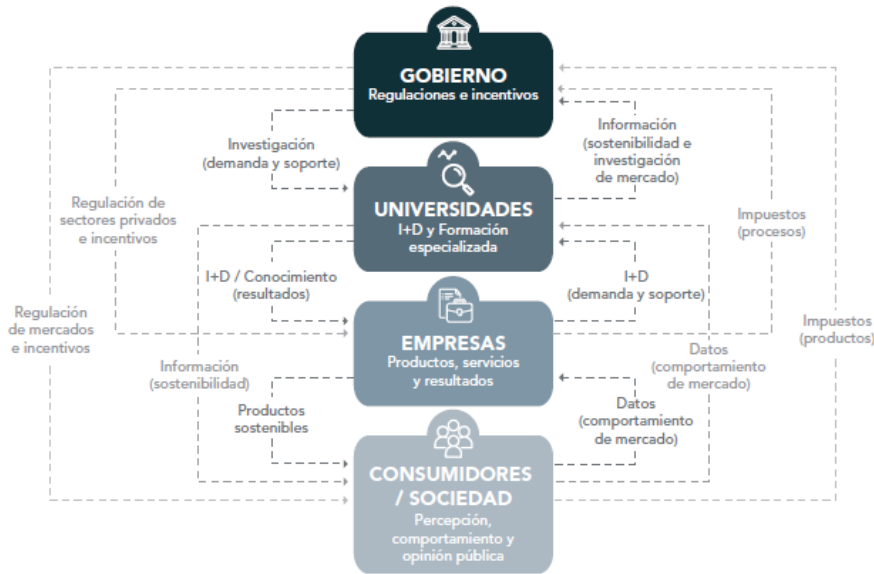 GOBIERNO
Regulaciones e incentivos
Investigación
(demanda y soporte)
Información
(sostenibilidad e
investigación
de mercado)
UNIVERSIDADES
I+D y Formación
especializada
Regulación de
sectores privados
e incentivos
Impuestos
(procesos)
I+D / Conocimiento
(resultados)
I+D
(demanda y soporte)
Regulación
de mercados
e incentivos
Impuestos
(productos)
EMPRESAS
Productos, servicios
y resultados
Información
(sostenibilidad)
Datos
(comportamiento
de mercado)
Productos
sostenibles
Datos
(comportamiento
de mercado)
CONSUMIDORES
/ SOCIEDAD
Percepción,
comportamiento y
opinión pública